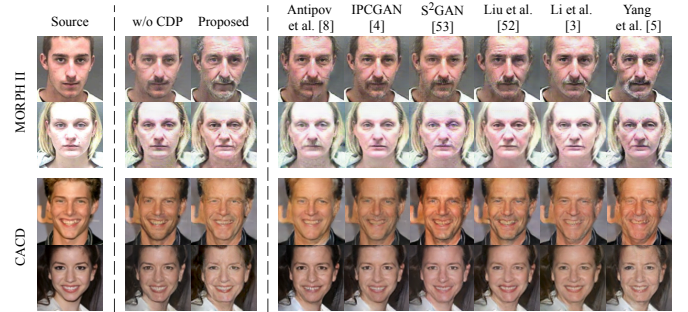 Source
w/o CDP
Proposed
Antipov
et al. [8]
IPCGAN
[4]
S²GAN
[53]
Liu et al.
[52]
Li et al.
[3]
Yang
et al. [5]
MORPH II
CACD